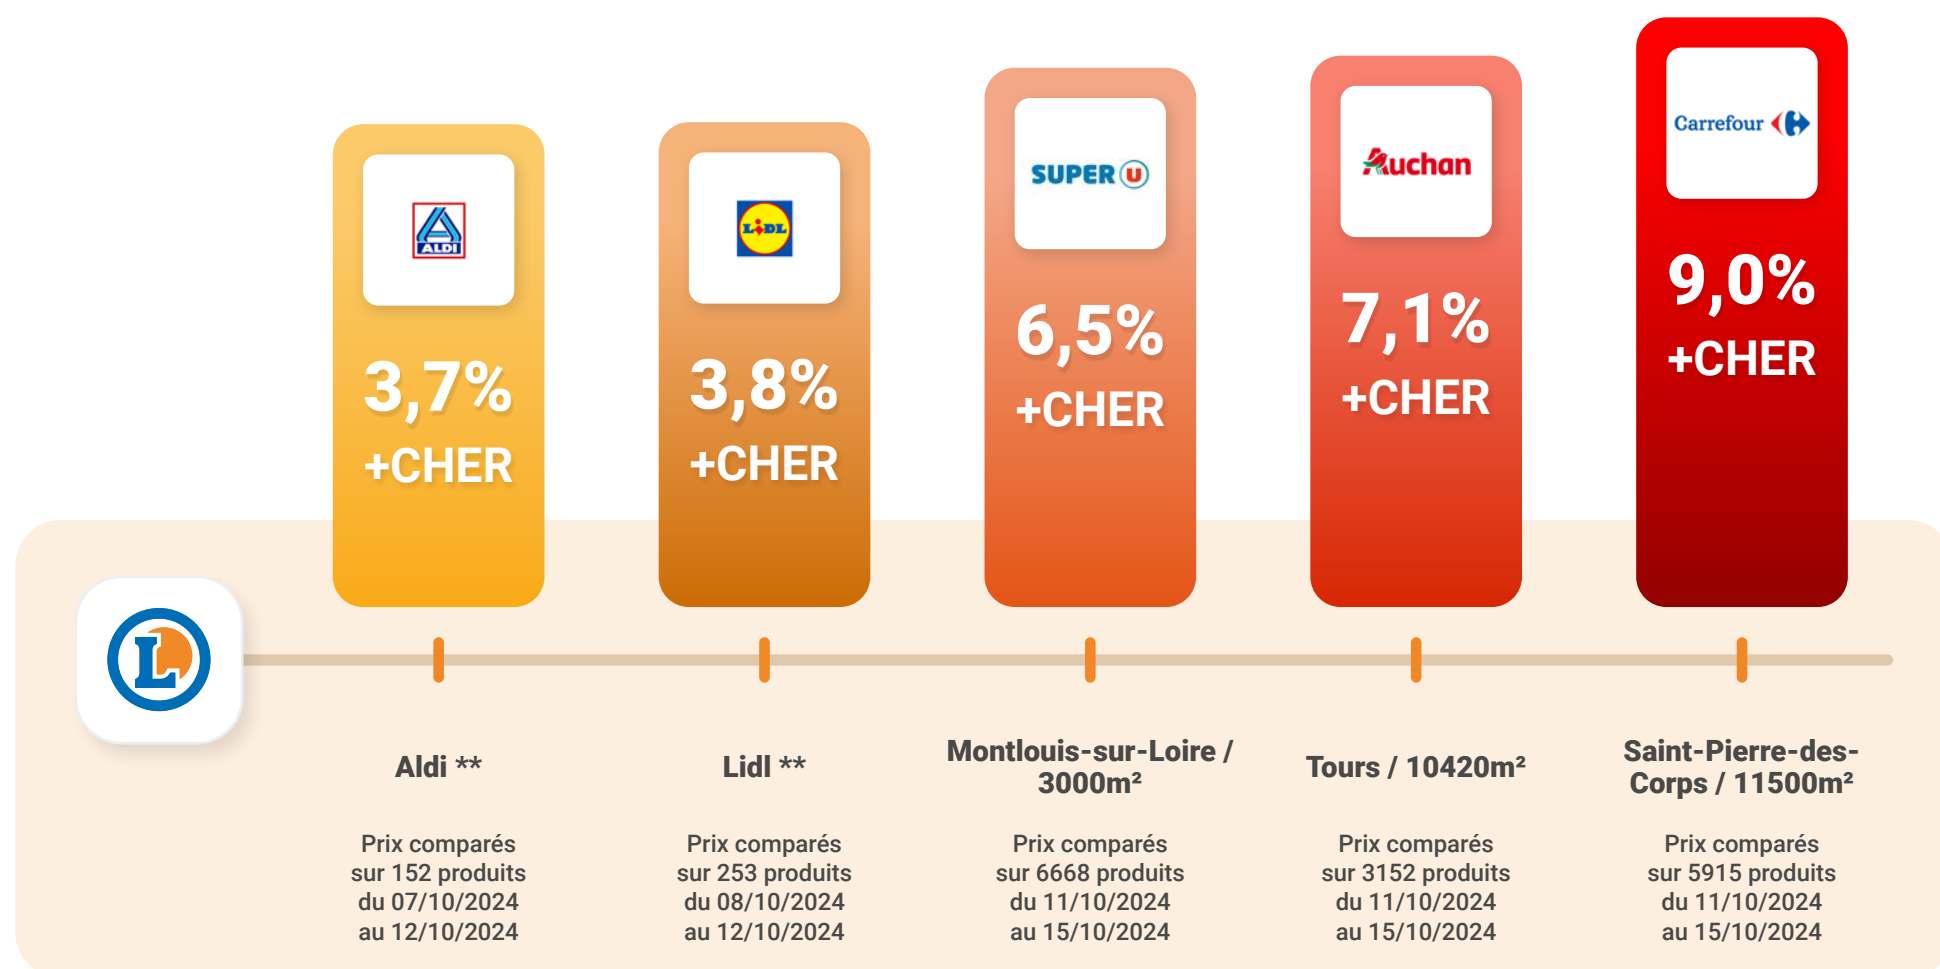 ALDI
3,7%
+CHER
LIDL
3,8%
+CHER
SUPER U
6,5%
+CHER
Auchan
7,1%
+CHER
Carrefour
9,0%
+CHER
L
Aldi **
Prix comparés
sur 152 produits
du 07/10/2024
au 12/10/2024
Lidl **
Prix comparés
sur 253 produits
du 08/10/2024
au 12/10/2024
Montlouis-sur-Loire /
3000m²
Prix comparés
sur 6668 produits
du 11/10/2024
au 15/10/2024
Tours / 10420m²
Prix comparés
sur 3152 produits
du 11/10/2024
au 15/10/2024
Saint-Pierre-des-
Corps / 11500m²
Prix comparés
sur 5915 produits
du 11/10/2024
au 15/10/2024